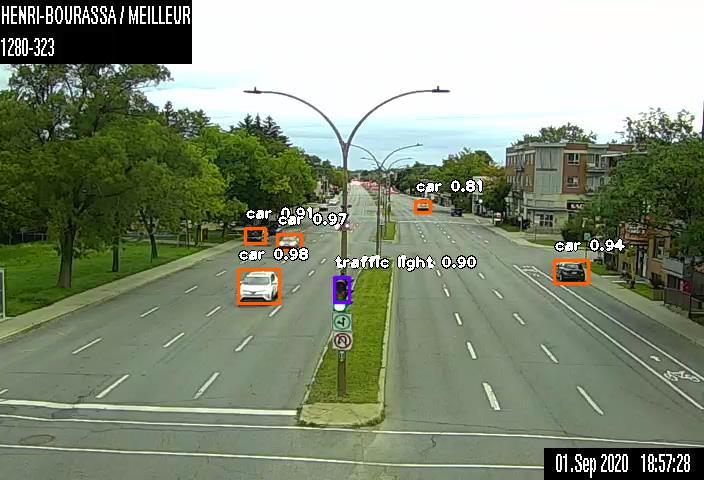 HENRI-BOURASSA / MEILLEUR
1280-323
car 0.81
car 0.91
car 0.97
car 0.94
car 0.98
traffic light 0.90
01.Sep 2020 18:57:28